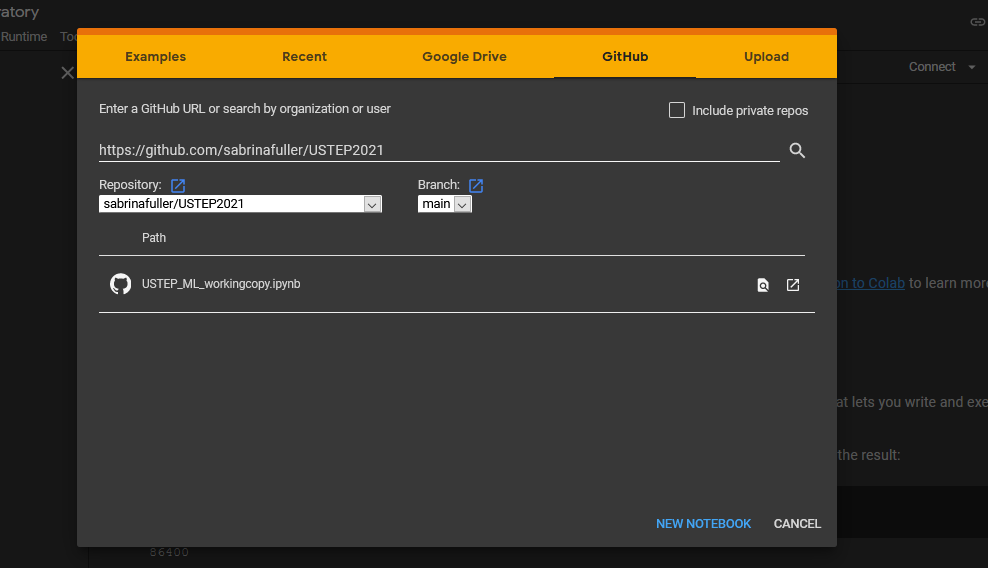 atory
Runtime Too
Examples Recent Google Drive GitHub Upload
Connect
Enter a GitHub URL or search by organization or user
Include private repos
https://github.com/sabrinafuller/USTEP2021
Repository: Branch:
sabrinafuller/USTEP2021 main
Path
USTEP_ML_workingcopy.ipynb
on to Colab to learn more
at lets you write and exe
the result:
NEW NOTEBOOK CANCEL
86400